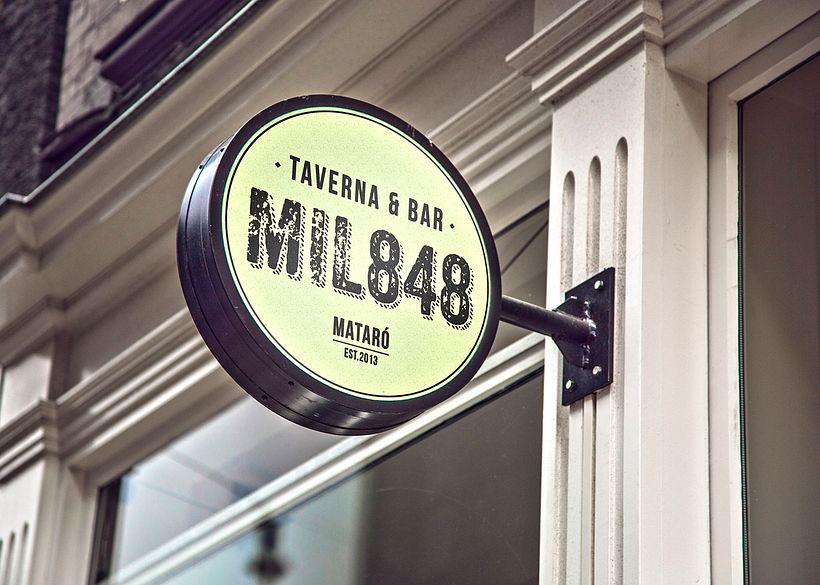 · TAVERNA & BAR ·
MIL848
MATARÓ
EST.2013